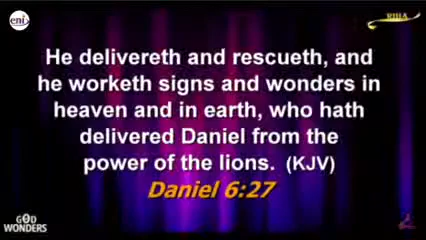 eni
He delivereth and rescueth, and
he worketh signs and wonders in
heaven and in earth, who hath
delivered Daniel from the
power of the lions. (KJV)
Daniel 6:27
GOD
WONDERS